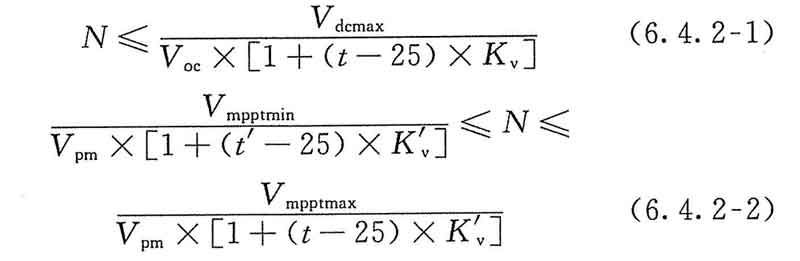 N ≤ V_dcmax / (V_oc × [1 + (t − 25) × K_v]) (6.4.2-1)
V_mpptmin / (V_pm × [1 + (t′ − 25) × K′_v]) ≤ N ≤
V_mpptmax / (V_pm × [1 + (t − 25) × K′_v]) (6.4.2-2)